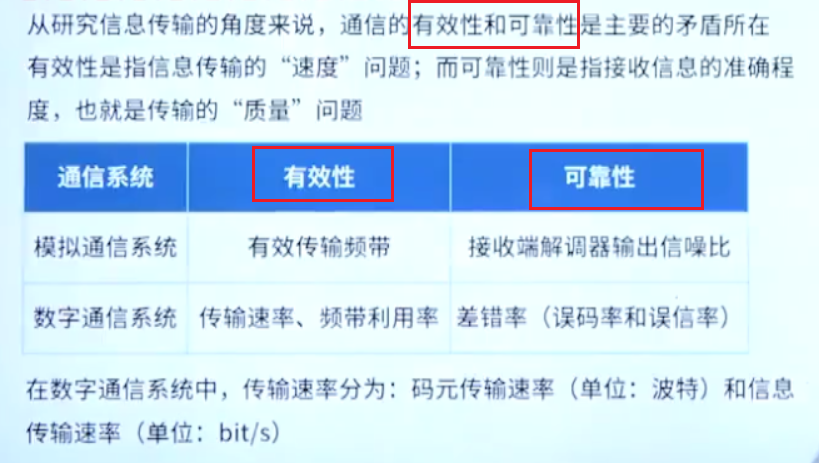 从研究信息传输的角度来说，通信的有效性和可靠性是主要的矛盾所在
有效性是指信息传输的“速度”问题；而可靠性则是指接收信息的准确程
度，也就是传输的“质量”问题
通信系统 有效性 可靠性
模拟通信系统 有效传输频带 接收端解调器输出信噪比
数字通信系统 传输速率、频带利用率 差错率（误码率和误信率）
在数字通信系统中，传输速率分为：码元传输速率（单位：波特）和信息
传输速率（单位：bit/s）